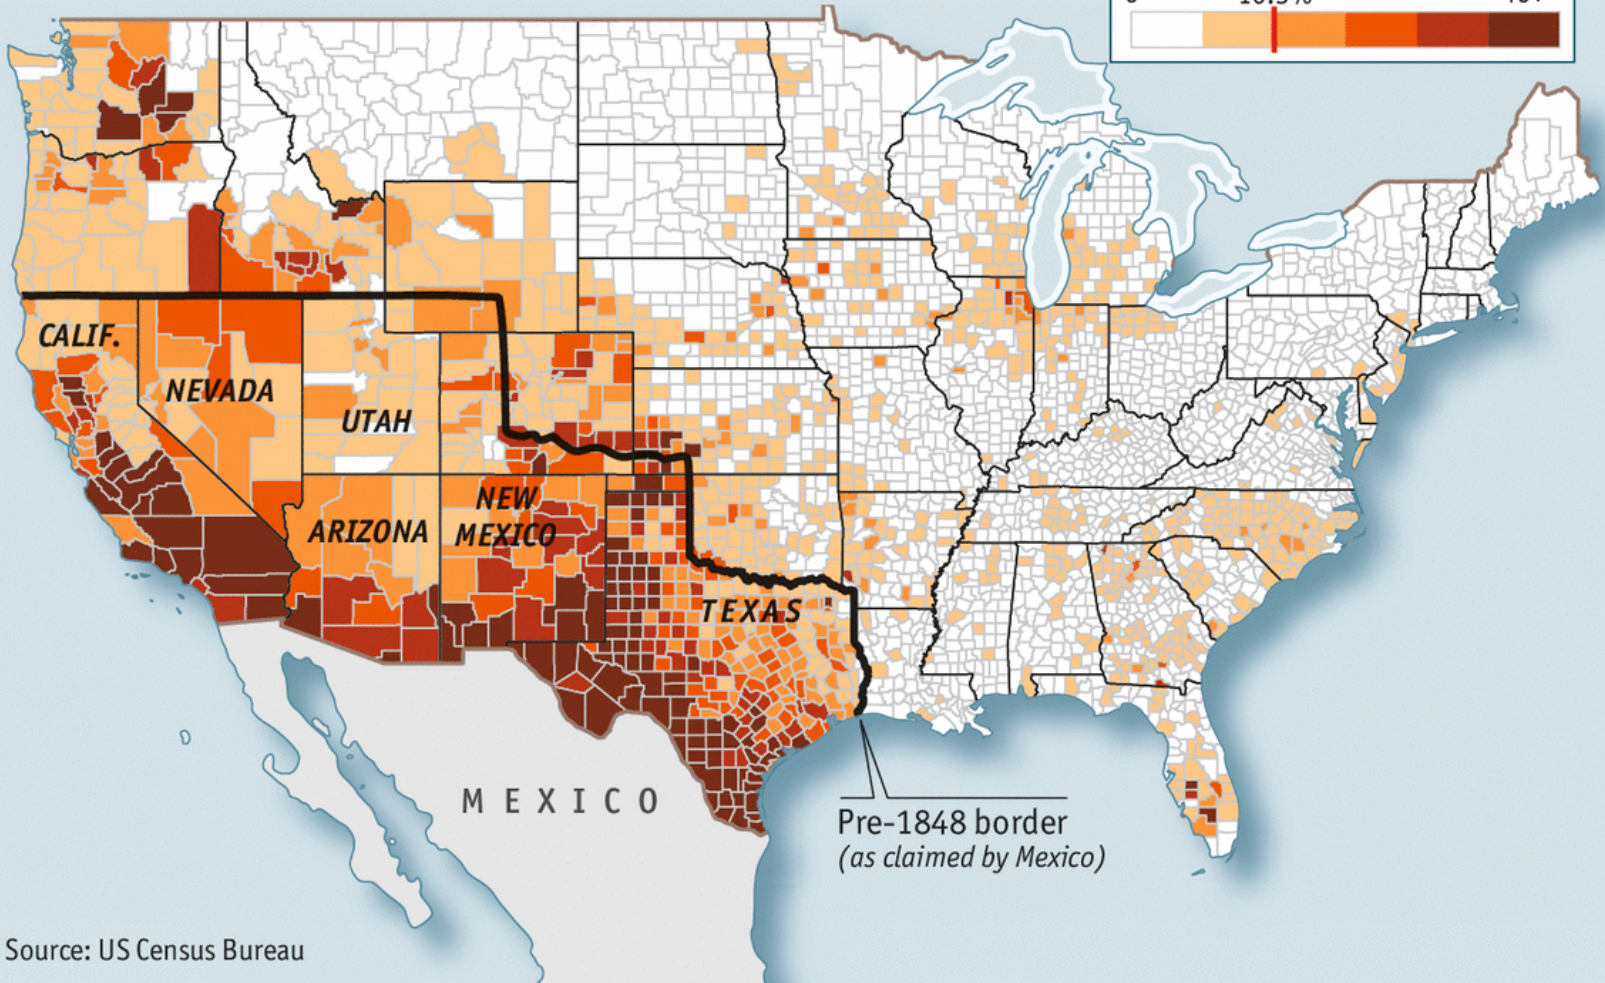 CALIF.
NEVADA
UTAH
ARIZONA
NEW
MEXICO
TEXAS
MEXICO
Pre-1848 border
(as claimed by Mexico)
Source: US Census Bureau